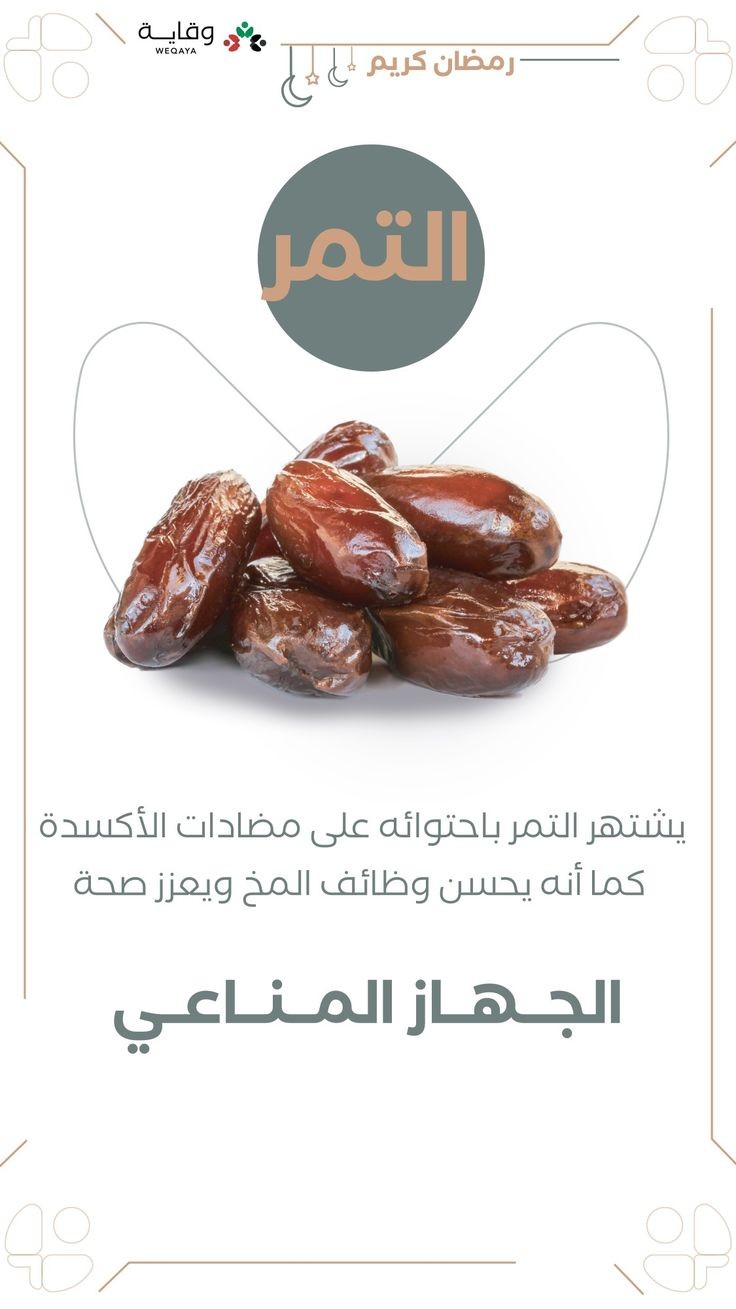 وقايـة
WEQAYA
رمضان كريم
التمر
يشتهر التمر باحتوائه على مضادات الأكسدة
كما أنه يحسن وظائف المخ ويعزز صحة
الجـهـاز المـنـاعـي